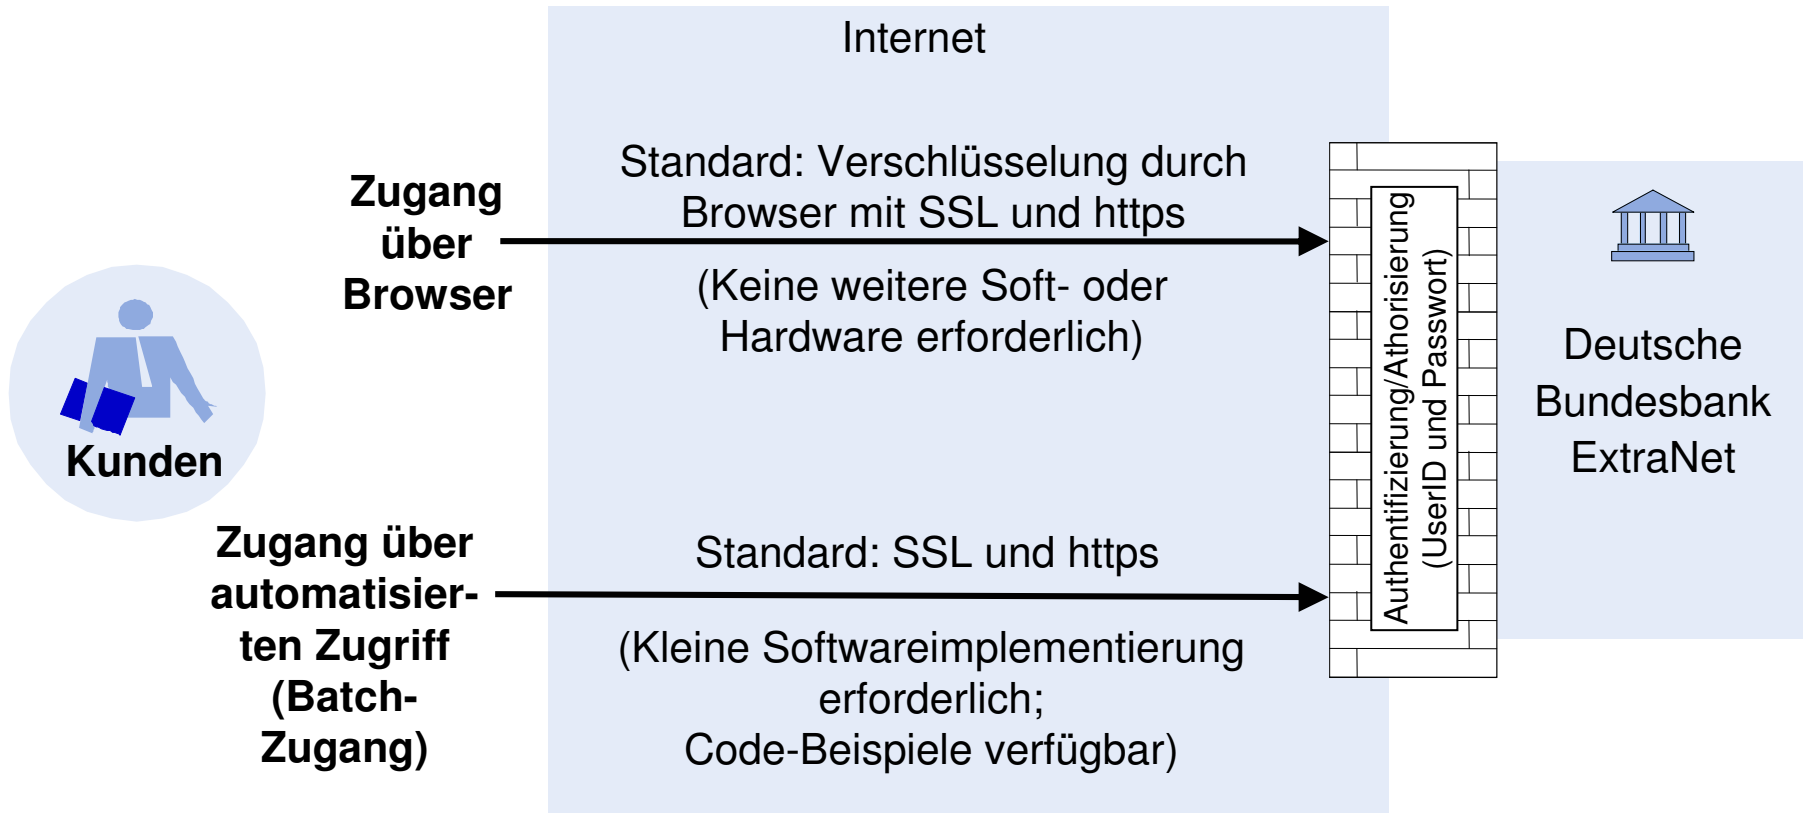 Internet
Zugang
über
Browser
Standard: Verschlüsselung durch
Browser mit SSL und https
(Keine weitere Soft- oder
Hardware erforderlich)
Kunden
Zugang über
automatisier-
ten Zugriff
(Batch-
Zugang)
Standard: SSL und https
(Kleine Softwareimplementierung
erforderlich;
Code-Beispiele verfügbar)
Authentifizierung/Athorisierung
(UserID und Passwort)
Deutsche
Bundesbank
ExtraNet